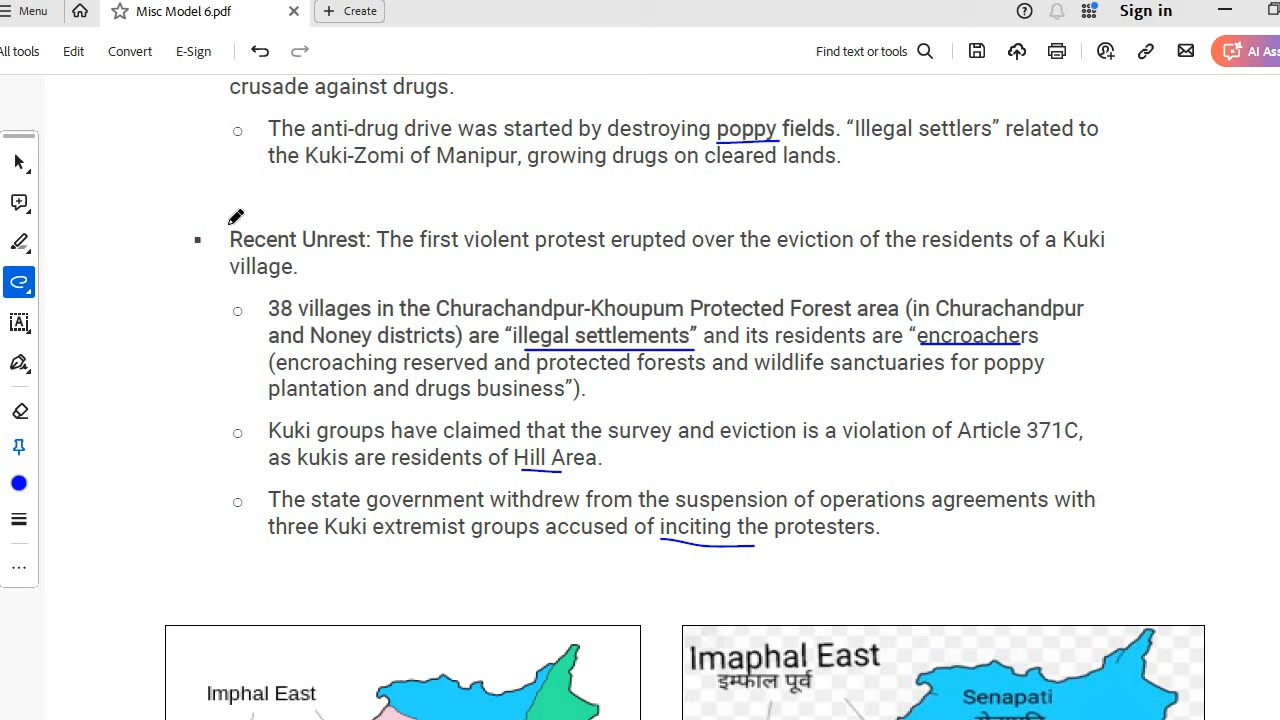 Menu
Misc Model 6.pdf
Create
Sign in
All tools
Edit
Convert
E-Sign
Find text or tools
AI Ass
crusade against drugs.
The anti-drug drive was started by destroying poppy fields. “Illegal settlers” related to
the Kuki-Zomi of Manipur, growing drugs on cleared lands.
Recent Unrest: The first violent protest erupted over the eviction of the residents of a Kuki
village.
38 villages in the Churachandpur-Khoupum Protected Forest area (in Churachandpur
and Noney districts) are “illegal settlements” and its residents are “encroachers
(encroaching reserved and protected forests and wildlife sanctuaries for poppy
plantation and drugs business”).
Kuki groups have claimed that the survey and eviction is a violation of Article 371C,
as kukis are residents of Hill Area.
The state government withdrew from the suspension of operations agreements with
three Kuki extremist groups accused of inciting the protesters.
Imphal East
Imaphal East
इम्फाल पूर्व
Senapati